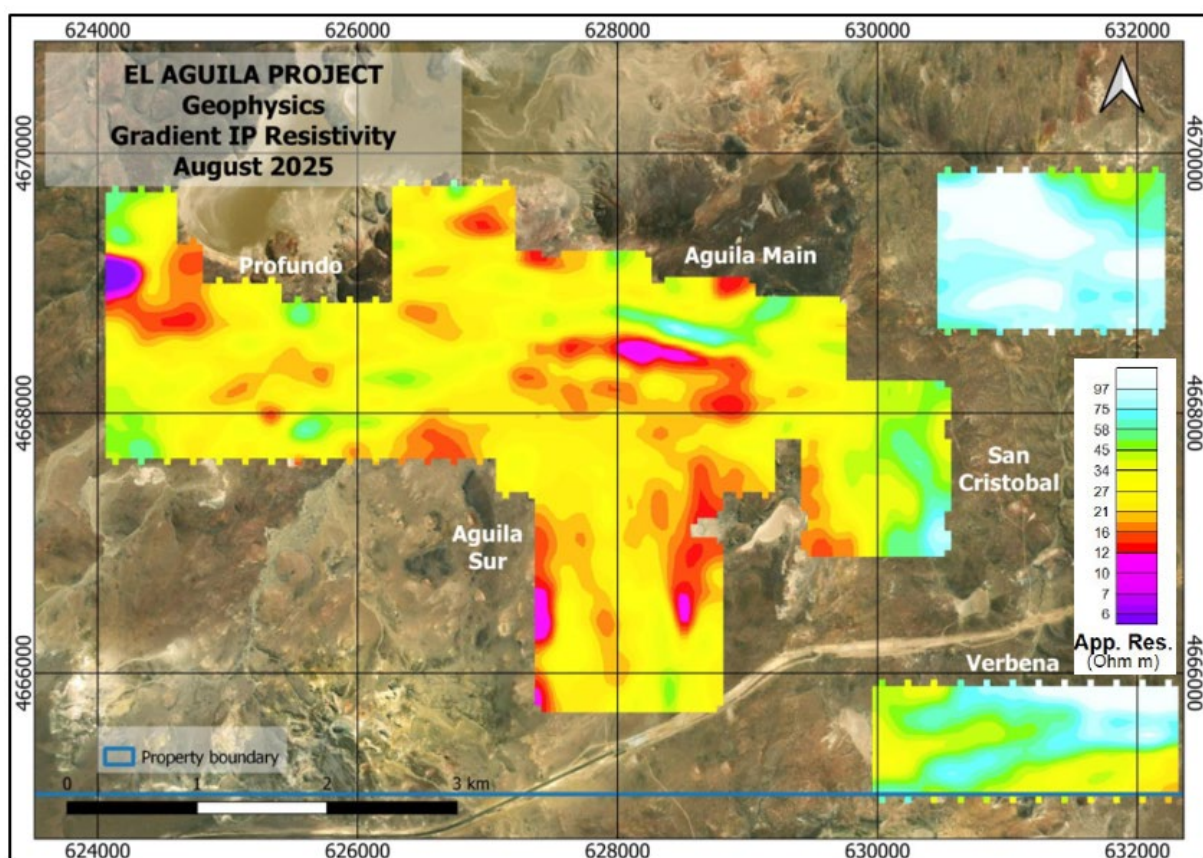 624000 626000 628000 630000 632000
EL AGUILA PROJECT
Geophysics
Gradient IP Resistivity
August 2025
4670000
4670000
Profundo
Aguila Main
4668000
4668000
97
75
58
45
34
27
21
16
12
10
7
6
App. Res.
(Ohm m)
San
Cristobal
Aguila
Sur
Verbena
4666000
4666000
Property boundary
0 1 2 3 km
624000 626000 628000 630000 632000